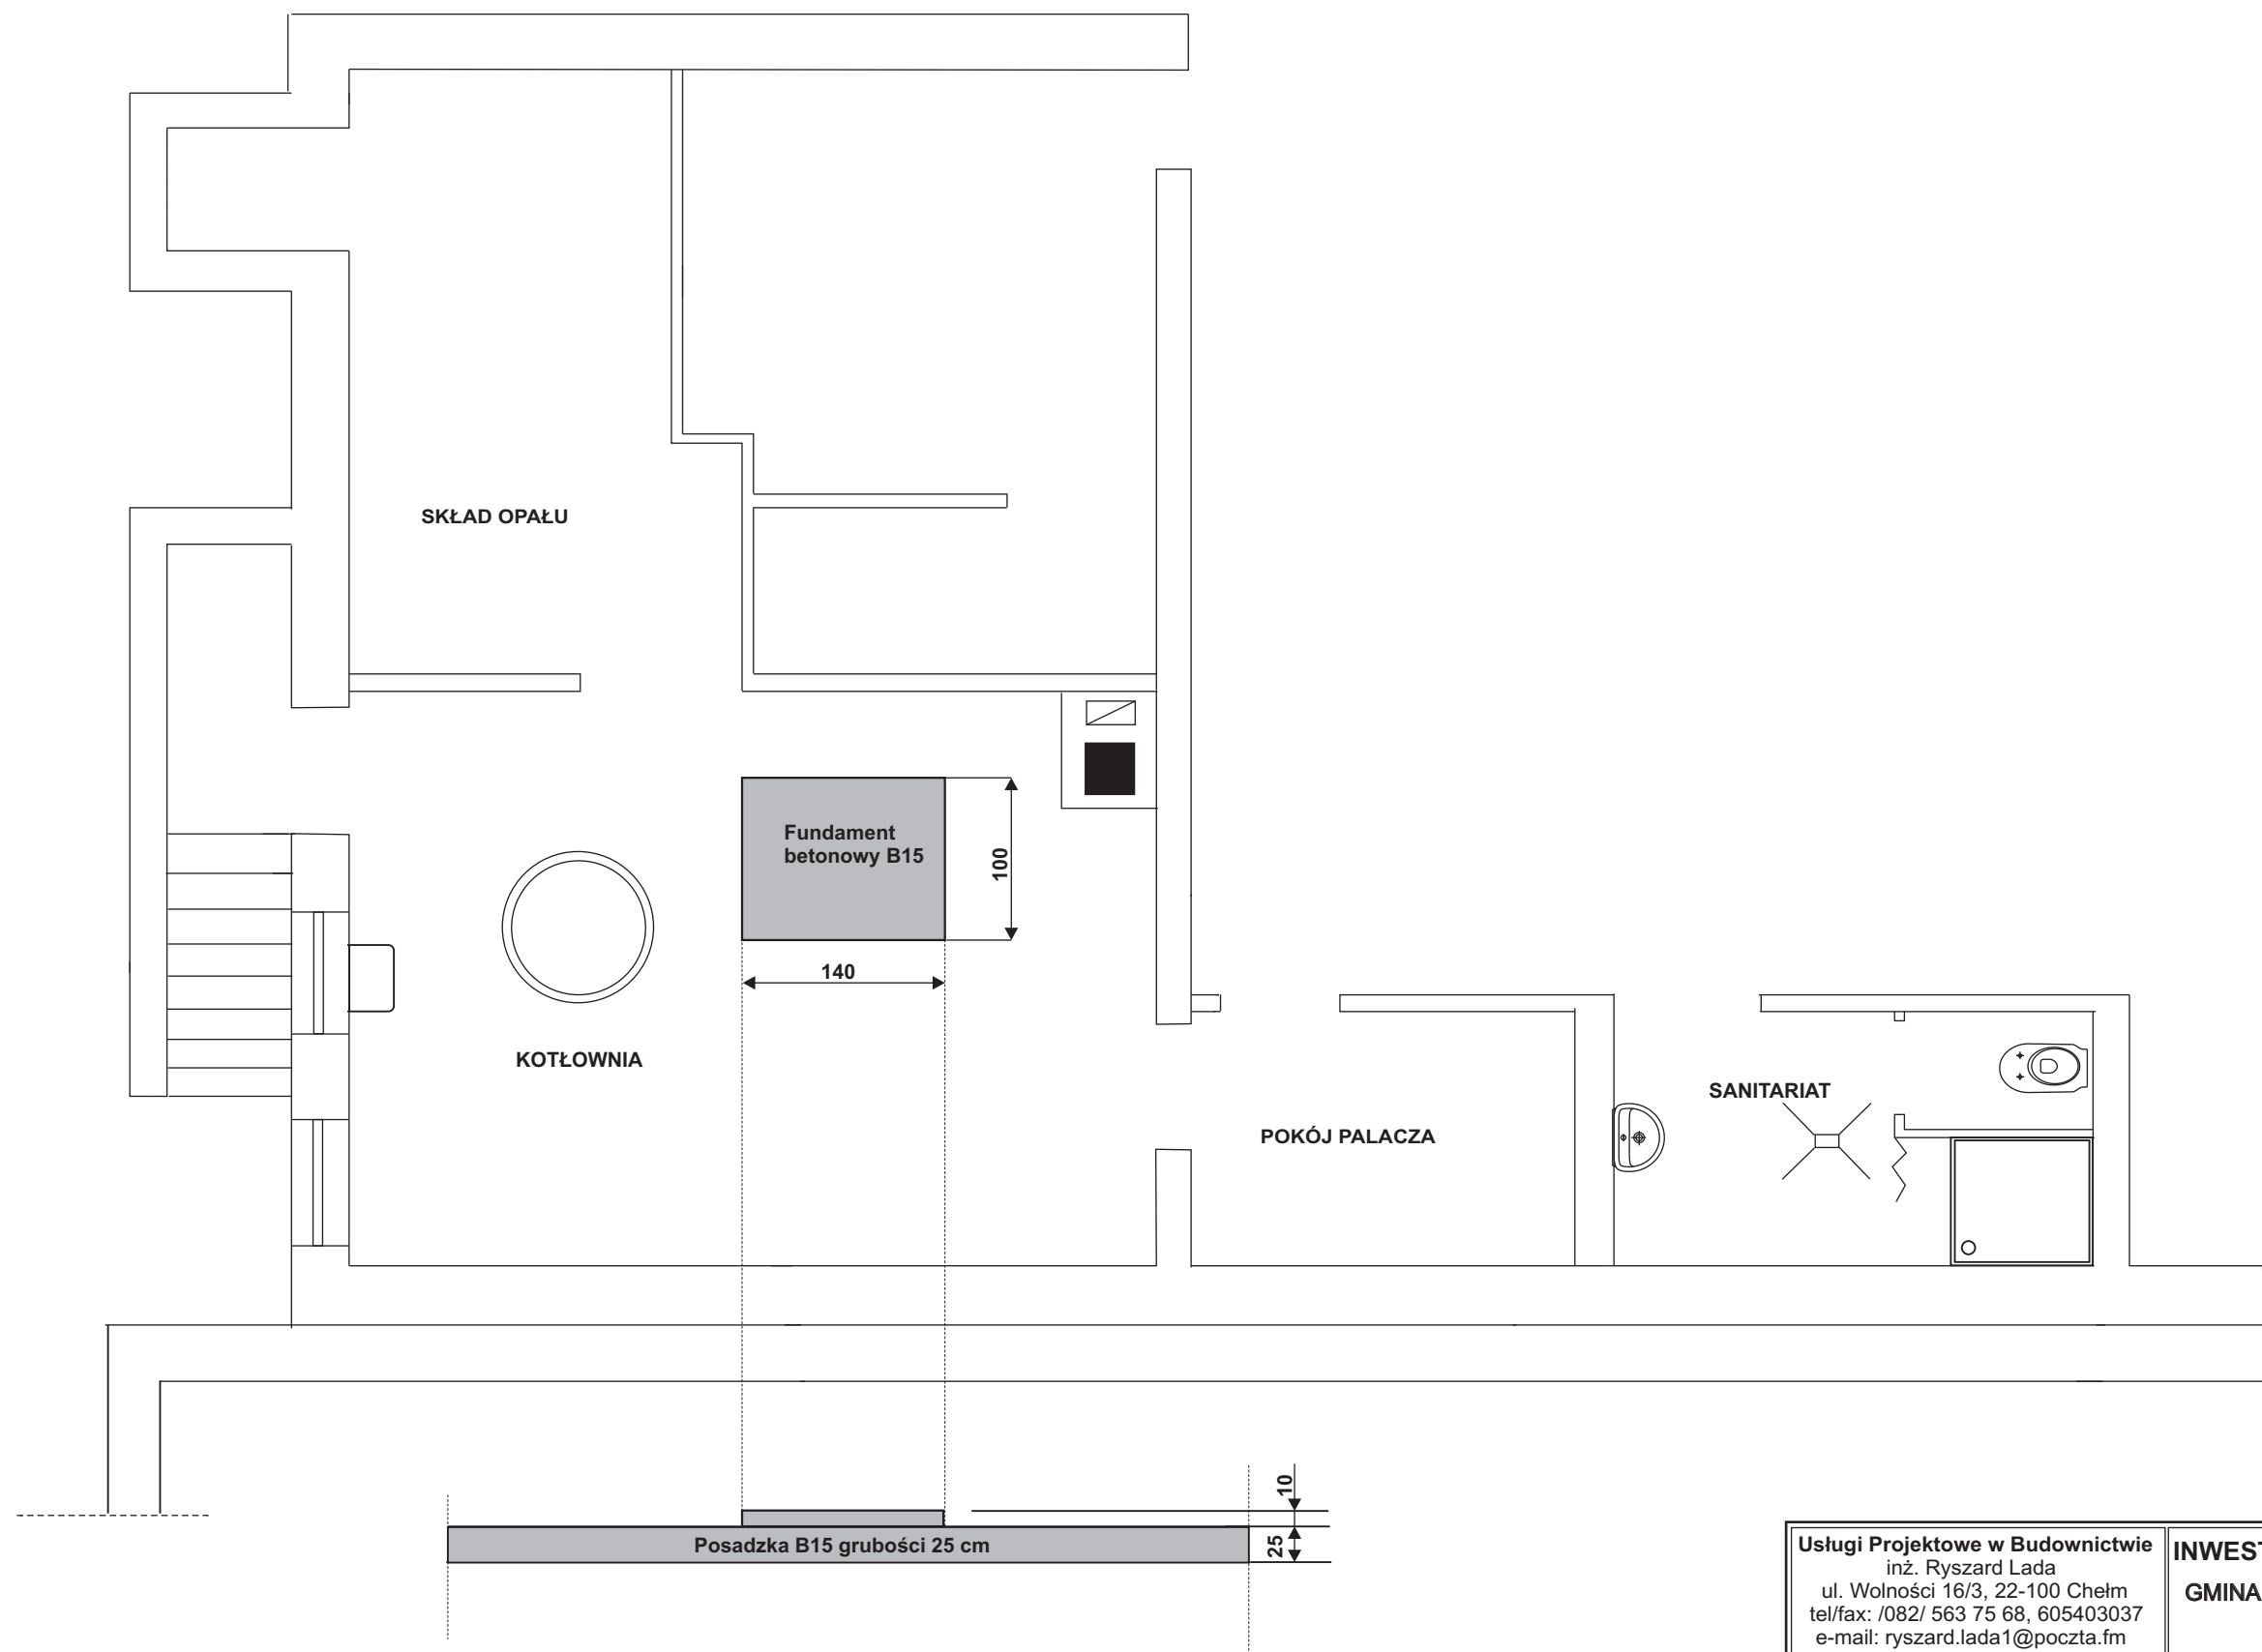 SKŁAD OPAŁU
Fundament
betonowy B15
100
140
KOTŁOWNIA
SANITARIAT
POKÓJ PALACZA
10
25
Posadzka B15 grubości 25 cm
Usługi Projektowe w Budownictwie
inż. Ryszard Lada
ul. Wolności 16/3, 22-100 Chełm
tel/fax: /082/ 563 75 68, 605403037
e-mail: ryszard.lada1@poczta.fm
INWEST
GMINA